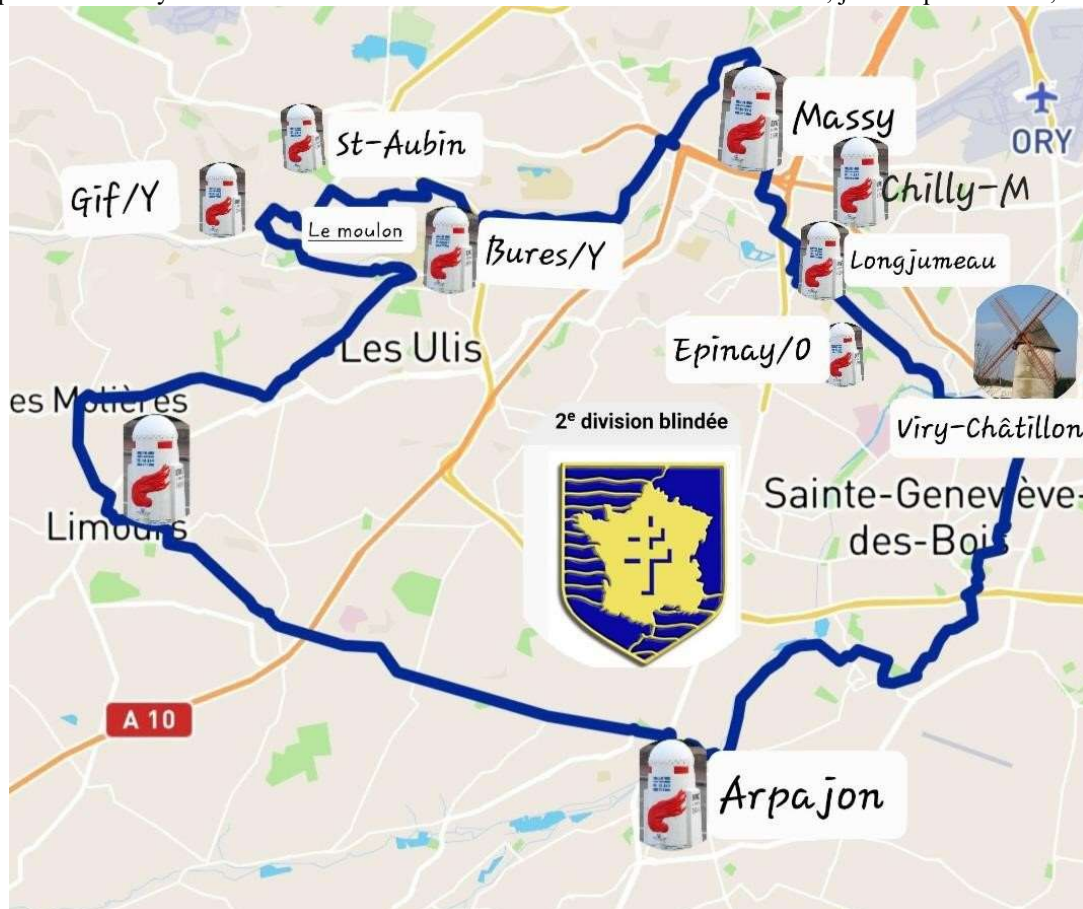 Massy
ORY
St-Aubin
Chilly-M
Gif/Y
Le moulon
Bures/Y
Longjumeau
Les Ulis
Epinay/O
es Molières
2e division blindée
Viry-Châtillon
Sainte-Geneviève-
des-Bois
Limours
A 10
Arpajon